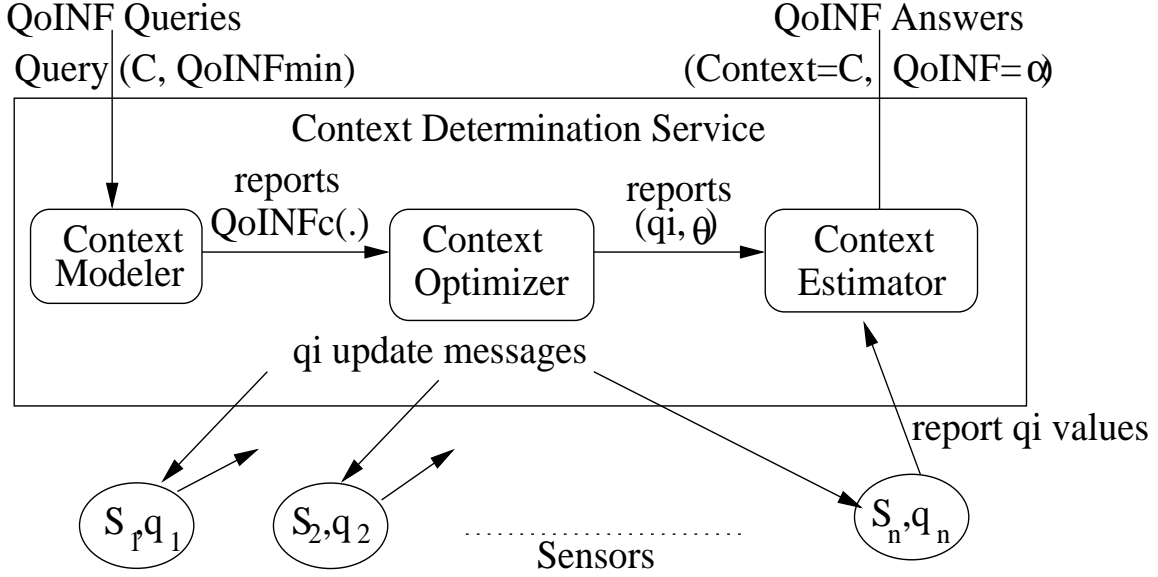 QoINF Queries
QoINF Answers
Query (C, QoINFmin)
(Context=C, QoINF=α)
Context Determination Service
reports
QoINFc(.)
reports
(qi, θ)
Context
Modeler
Context
Optimizer
Context
Estimator
qi update messages
report qi values
S1,q1
S2,q2
Sn,qn
Sensors